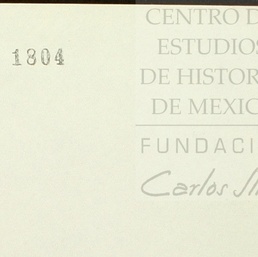 1804
CENTRO D
ESTUDIOS
DE HISTOR
DE MEXIC
FUNDACI
Carlos Sl